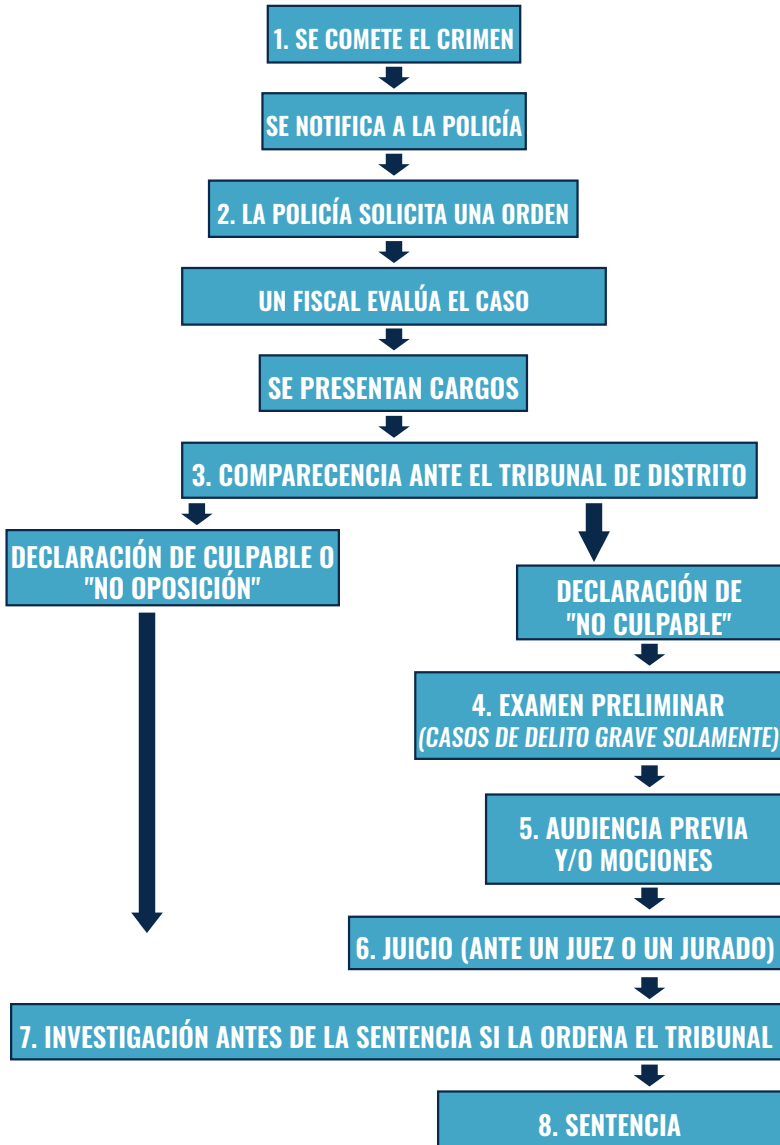 1. SE COMETE EL CRIMEN
SE NOTIFICA A LA POLICÍA
2. LA POLICÍA SOLICITA UNA ORDEN
UN FISCAL EVALÚA EL CASO
SE PRESENTAN CARGOS
3. COMPARECENCIA ANTE EL TRIBUNAL DE DISTRITO
DECLARACIÓN DE CULPABLE O
"NO OPOSICIÓN"
DECLARACIÓN DE
"NO CULPABLE"
4. EXAMEN PRELIMINAR
(CASOS DE DELITO GRAVE SOLAMENTE)
5. AUDIENCIA PREVIA
Y/O MOCIONES
6. JUICIO (ANTE UN JUEZ O UN JURADO)
7. INVESTIGACIÓN ANTES DE LA SENTENCIA SI LA ORDENA EL TRIBUNAL
8. SENTENCIA